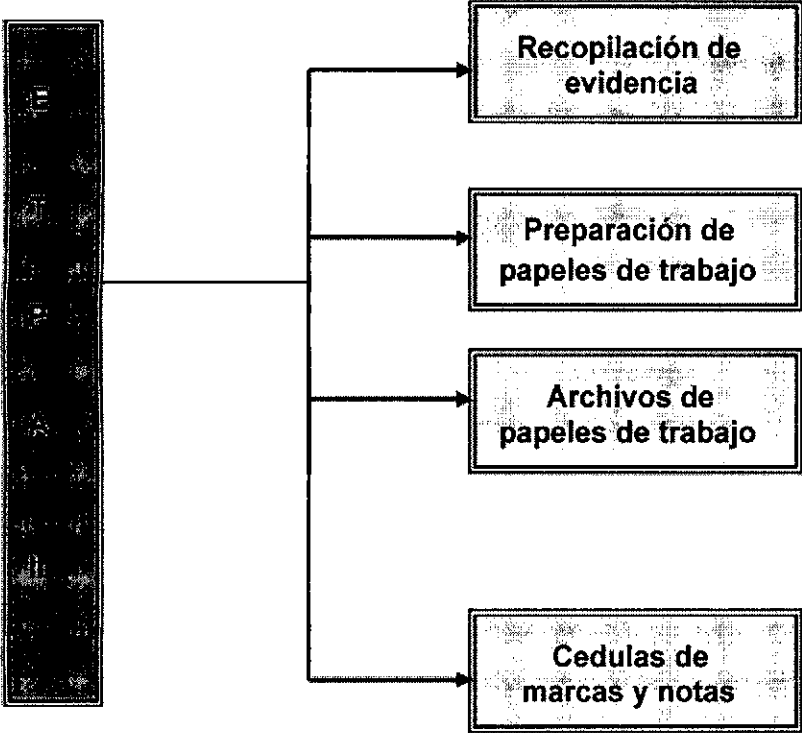 Recopilación de
evidencia
Preparación de
papeles de trabajo
Archivos de
papeles de trabajo
Cedulas de
marcas y notas